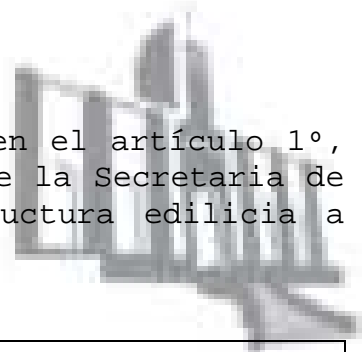 en el artículo 1º,
e la Secretaria de
uctura edilicia a